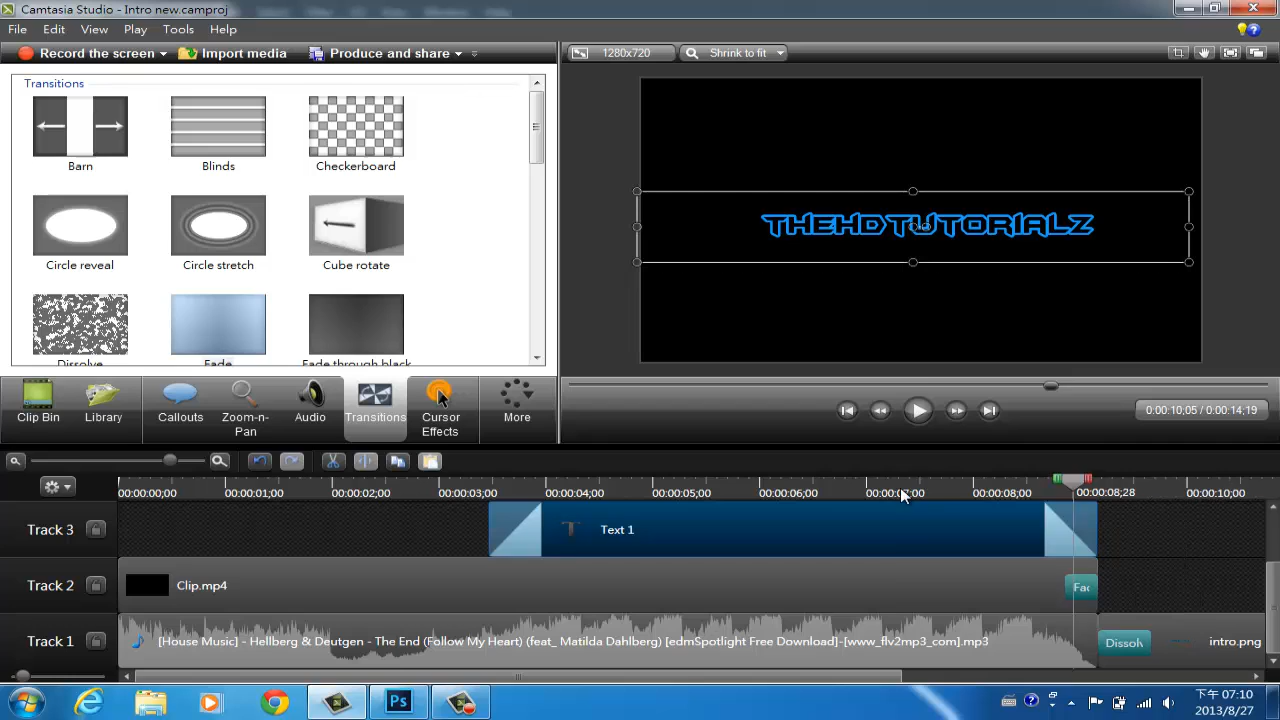 Camtasia Studio - Intro new.camproj
File Edit View Play Tools Help
Record the screen Import media Produce and share
1280x720 Shrink to fit
Transitions
Barn Blinds Checkerboard
Circle reveal Circle stretch Cube rotate
Dissolve Fade Fade through black
THEHDTUTORIALZ
Clip Bin Library Callouts Zoom-n-Pan Audio Transitions Cursor Effects More
0:00:10;05 / 0:00:14;19
00:00:00;00 00:00:01;00 00:00:02;00 00:00:03;00 00:00:04;00 00:00:05;00 00:00:06;00 00:00:07;00 00:00:08;00 00:00:08;28 00:00:10;00
Track 3 T Text 1
Track 2 Clip.mp4 Fac
Track 1 [House Music] - Hellberg & Deutgen - The End (Follow My Heart) (feat_ Matilda Dahlberg) [edmSpotlight Free Download]-[www_flv2mp3_com].mp3 Dissolv intro.png
Ps
下午 07:10
2013/8/27